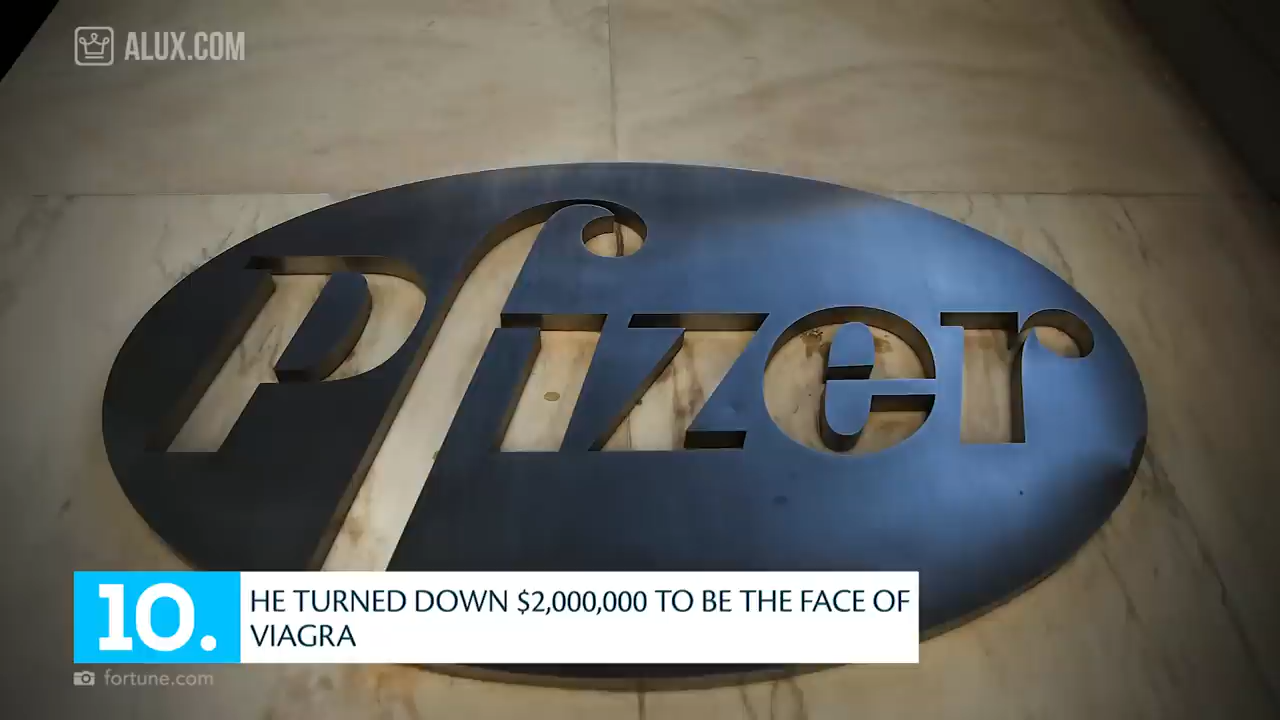 ALUX.COM
Pfizer
10.
HE TURNED DOWN $2,000,000 TO BE THE FACE OF
VIAGRA
fortune.com